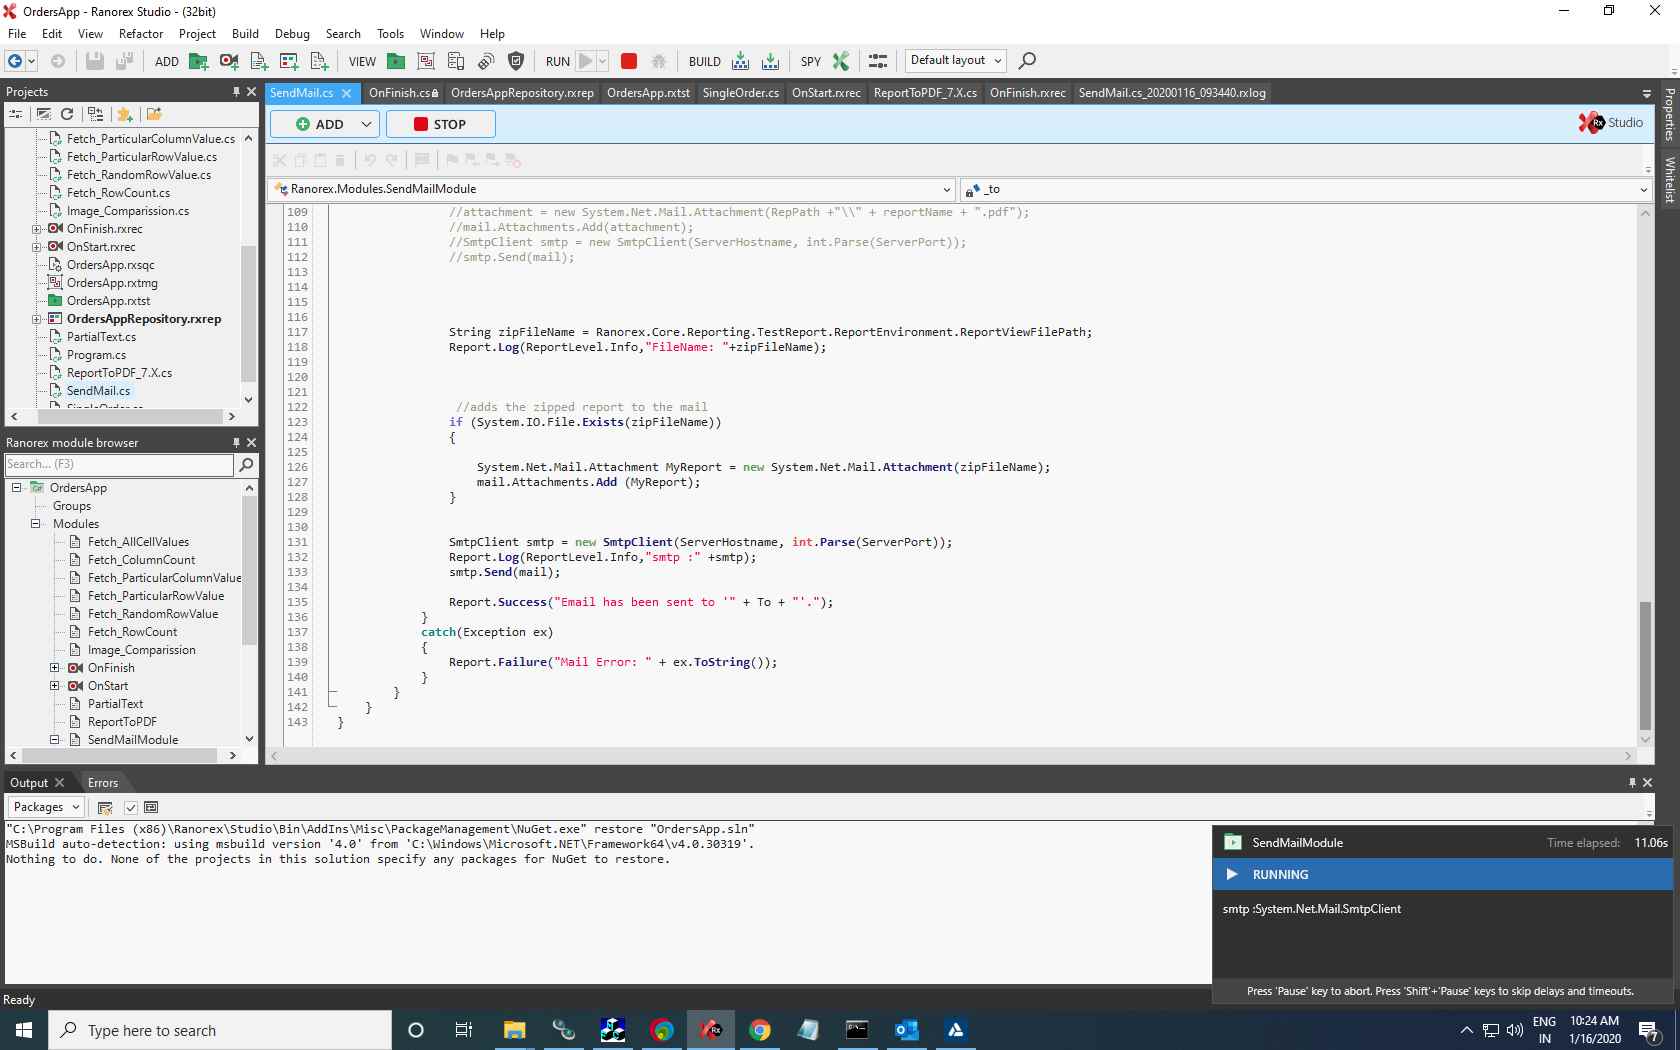 OrdersApp - Ranorex Studio - (32bit)
File Edit View Refactor Project Build Debug Search Tools Window Help
ADD VIEW RUN BUILD SPY Default layout
Projects
Fetch_ParticularColumnValue.cs
Fetch_ParticularRowValue.cs
Fetch_RandomRowValue.cs
Fetch_RowCount.cs
Image_Comparission.cs
OnFinish.rxrec
OnStart.rxrec
OrdersApp.rxsqc
OrdersApp.rxtmg
OrdersApp.rxtst
OrdersAppRepository.rxrep
PartialText.cs
Program.cs
ReportToPDF_7.X.cs
SendMail.cs
SingleOrder.cs
Ranorex module browser
Search... (F3)
OrdersApp
Groups
Modules
Fetch_AllCellValues
Fetch_ColumnCount
Fetch_ParticularColumnValue
Fetch_ParticularRowValue
Fetch_RandomRowValue
Fetch_RowCount
Image_Comparission
OnFinish
OnStart
PartialText
ReportToPDF
SendMailModule
SendMail.cs OnFinish.cs OrdersAppRepository.rxrep OrdersApp.rxtst SingleOrder.cs OnStart.rxrec ReportToPDF_7.X.cs OnFinish.rxrec SendMail.cs_20200116_093440.rxlog
ADD STOP Rx Studio
Ranorex.Modules.SendMailModule _to
109 //attachment = new System.Net.Mail.Attachment(RepPath +"\\" + reportName + ".pdf");
110 //mail.Attachments.Add(attachment);
111 //SmtpClient smtp = new SmtpClient(ServerHostname, int.Parse(ServerPort));
112 //smtp.Send(mail);
113
114
115
116
117 String zipFileName = Ranorex.Core.Reporting.TestReport.ReportEnvironment.ReportViewFilePath;
118 Report.Log(ReportLevel.Info,"FileName: "+zipFileName);
119
120
121
122 //adds the zipped report to the mail
123 if (System.IO.File.Exists(zipFileName))
124 {
125
126 System.Net.Mail.Attachment MyReport = new System.Net.Mail.Attachment(zipFileName);
127 mail.Attachments.Add (MyReport);
128 }
129
130
131 SmtpClient smtp = new SmtpClient(ServerHostname, int.Parse(ServerPort));
132 Report.Log(ReportLevel.Info,"smtp :" +smtp);
133 smtp.Send(mail);
134
135 Report.Success("Email has been sent to '" + To + "'.");
136 }
137 catch(Exception ex)
138 {
139 Report.Failure("Mail Error: " + ex.ToString());
140 }
141 }
142 }
143 }
Properties
Whitelist
Output Errors
Packages
"C:\Program Files (x86)\Ranorex\Studio\Bin\AddIns\Misc\PackageManagement\NuGet.exe" restore "OrdersApp.sln"
MSBuild auto-detection: using msbuild version '4.0' from 'C:\Windows\Microsoft.NET\Framework64\v4.0.30319'.
Nothing to do. None of the projects in this solution specify any packages for NuGet to restore.
SendMailModule Time elapsed: 11.06s
RUNNING
smtp :System.Net.Mail.SmtpClient
Press 'Pause' key to abort. Press 'Shift'+'Pause' keys to skip delays and timeouts.
Ready
Type here to search
Rx
ENG
IN
10:24 AM
1/16/2020
7